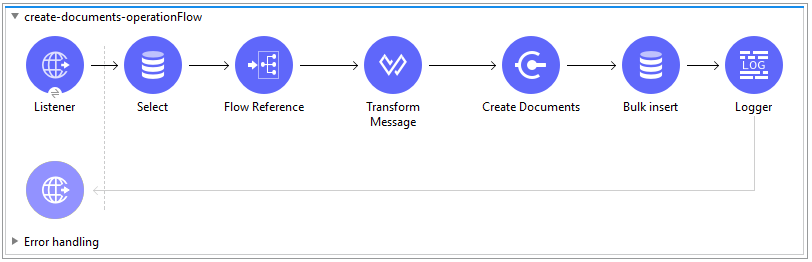 create-documents-operationFlow
LOG
Listener
Select
Flow Reference
Transform
Message
Create Documents
Bulk insert
Logger
Error handling